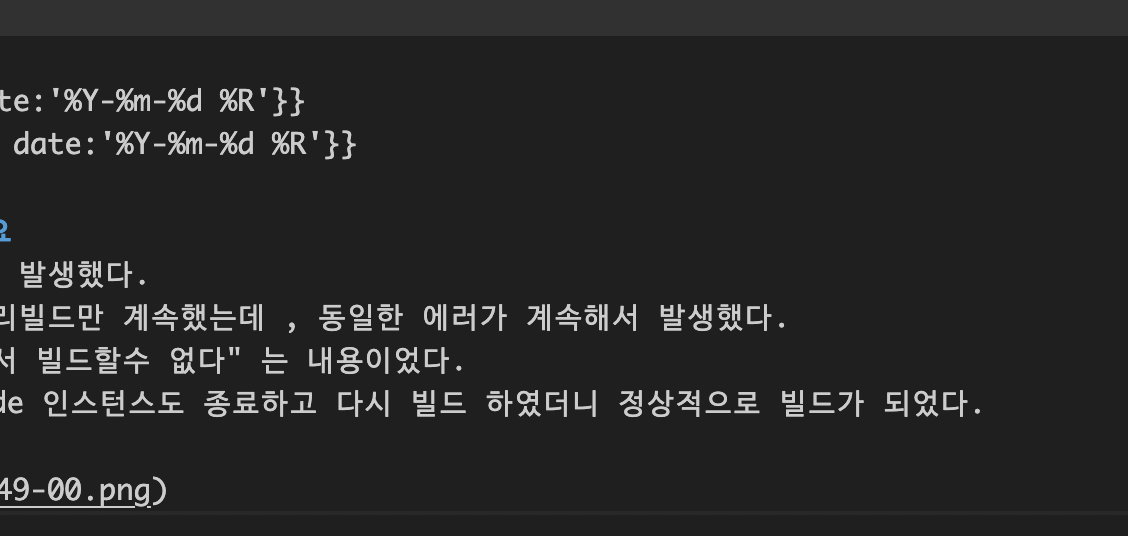 te:'%Y-%m-%d %R'}}
date:'%Y-%m-%d %R'}}
요
발생했다.
리빌드만 계속했는데 , 동일한 에러가 계속해서 발생했다.
서 빌드할수 없다" 는 내용이었다.
de 인스턴스도 종료하고 다시 빌드 하였더니 정상적으로 빌드가 되었다.
49-00.png)